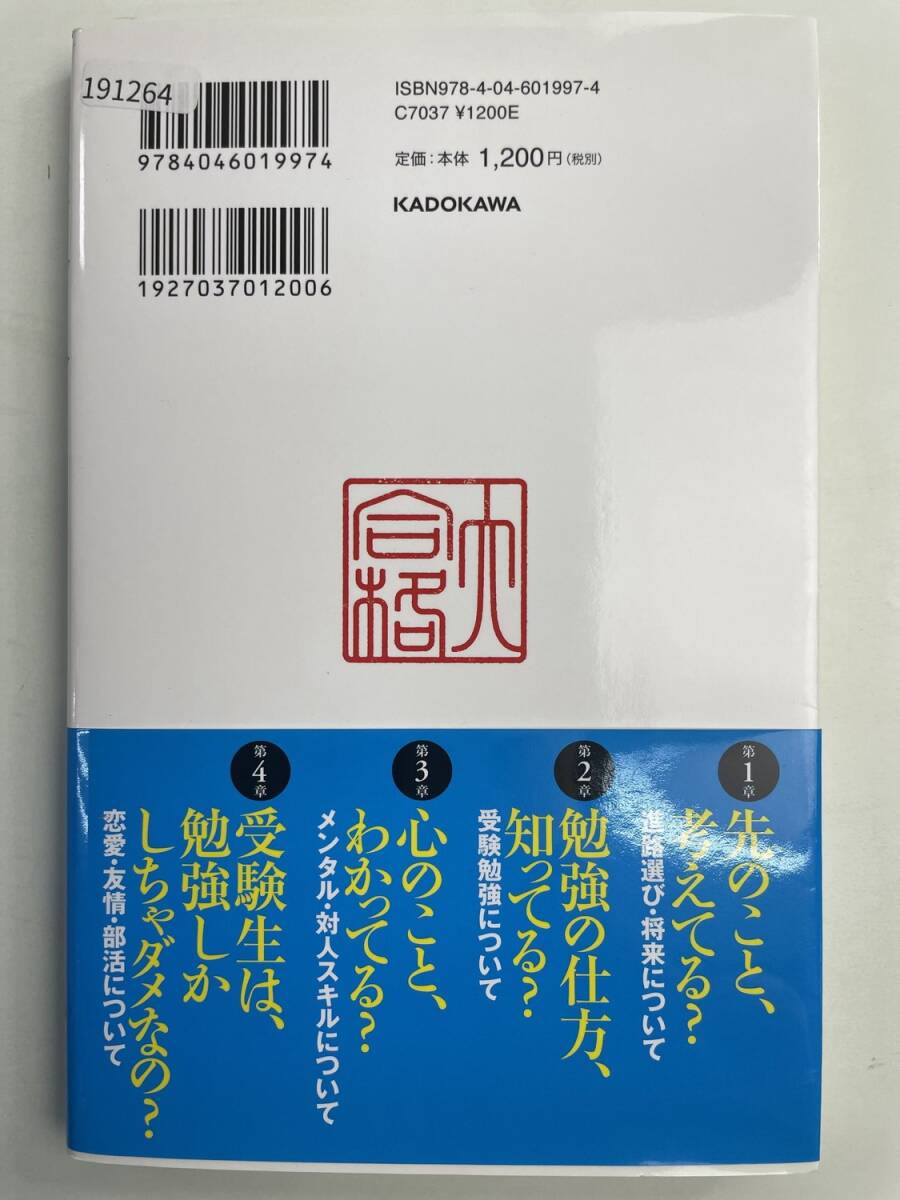 191264
9784046019974
1927037012006
ISBN978-4-04-601997-4
C7037 ¥1200E
定価：本体 1,200円（税別）
KADOKAWA
大
合格
第1章
先のこと、
考えてる？
進路選び・将来について
第2章
勉強の仕方、
知ってる？
受験勉強について
第3章
心のこと、
わかってる？
メンタル・対人スキルについて
第4章
受験生は、
勉強しか
しちゃダメなの？
恋愛・友情・部活について